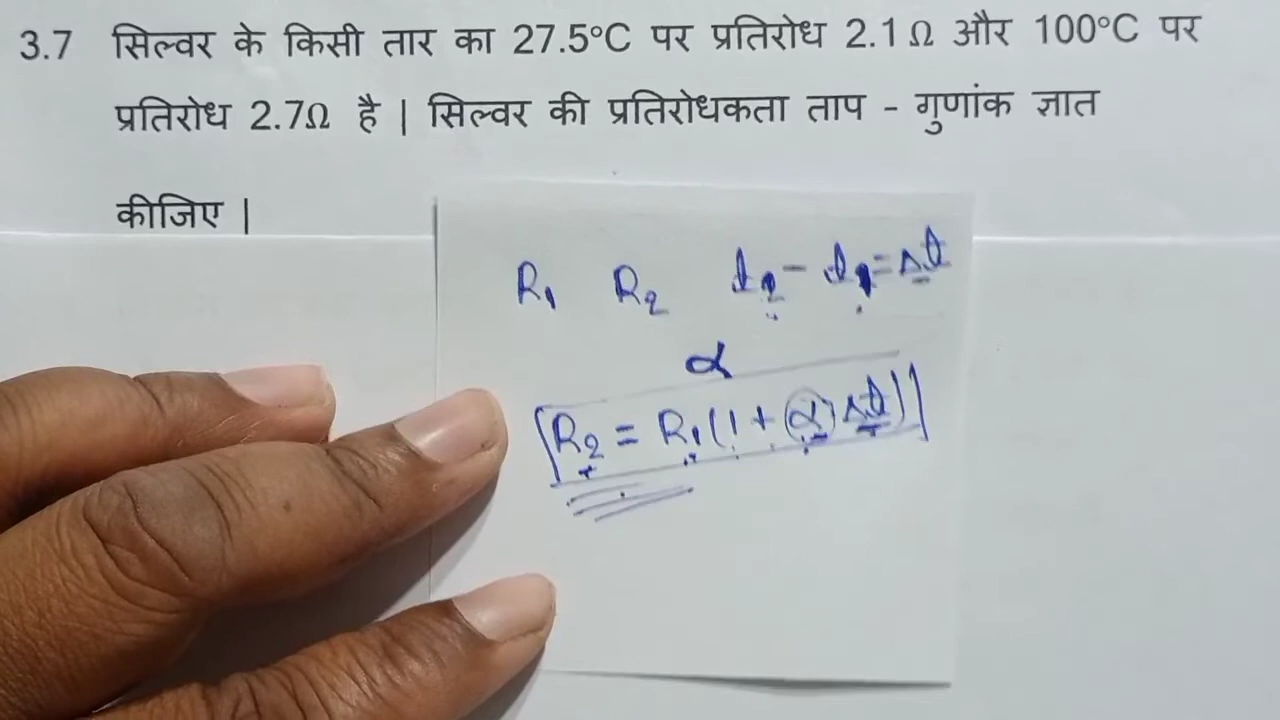 3.7 सिल्वर के किसी तार का 27.5°C पर प्रतिरोध 2.1 Ω और 100°C पर
प्रतिरोध 2.7Ω है | सिल्वर की प्रतिरोधकता ताप - गुणांक ज्ञात
कीजिए |
R₁ R₂ t₂ - t₁ = Δt
α
R₂ = R₁(1 + α Δt)